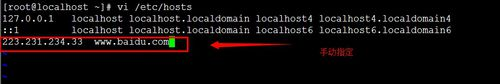 [root@localhost ~]# vi /etc/hosts
127.0.0.1   localhost localhost.localdomain localhost4 localhost4.localdomain4
::1         localhost localhost.localdomain localhost6 localhost6.localdomain6
223.231.234.33  www.baidu.com
手动指定
~
~